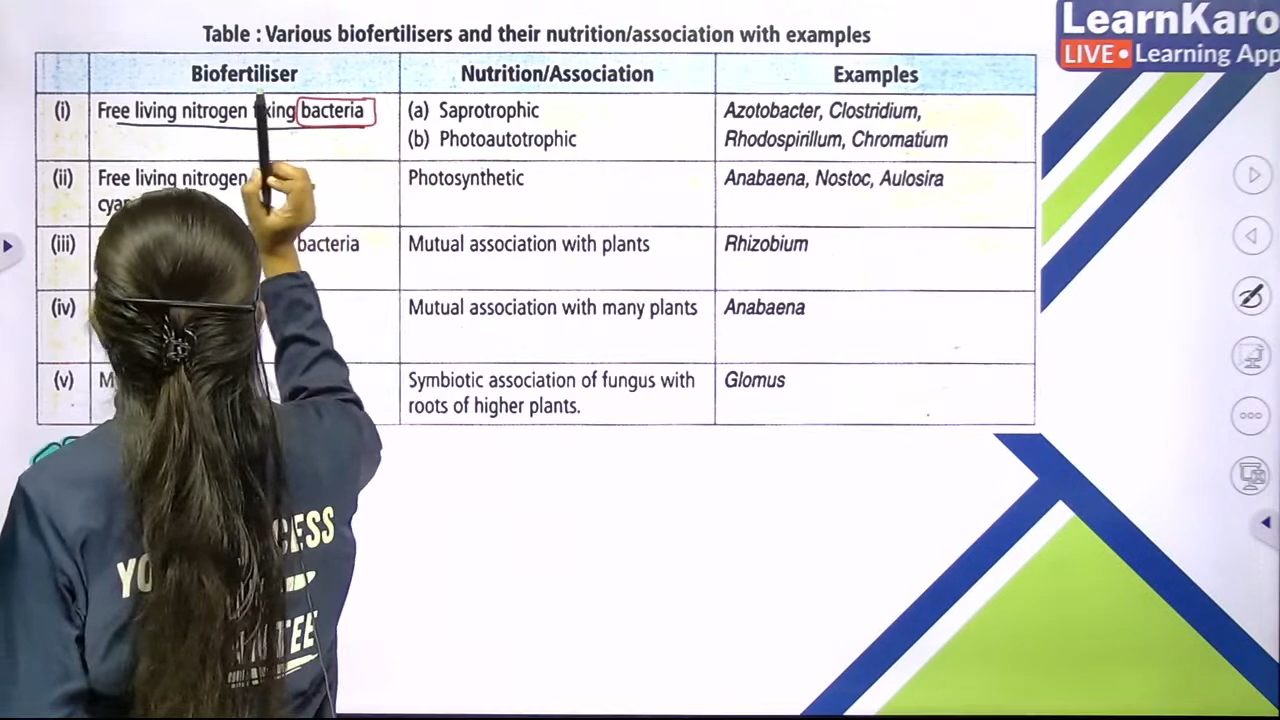 Table : Various biofertilisers and their nutrition/association with examples
LearnKaro
LIVE • Learning App
Biofertiliser Nutrition/Association Examples
(i) Free living nitrogen fixing bacteria (a) Saprotrophic Azotobacter, Clostridium,
(b) Photoautotrophic Rhodospirillum, Chromatium
(ii) Free living nitrogen Photosynthetic Anabaena, Nostoc, Aulosira
(iii) bacteria Mutual association with plants Rhizobium
(iv) Mutual association with many plants Anabaena
(v) Symbiotic association of fungus with Glomus
roots of higher plants.